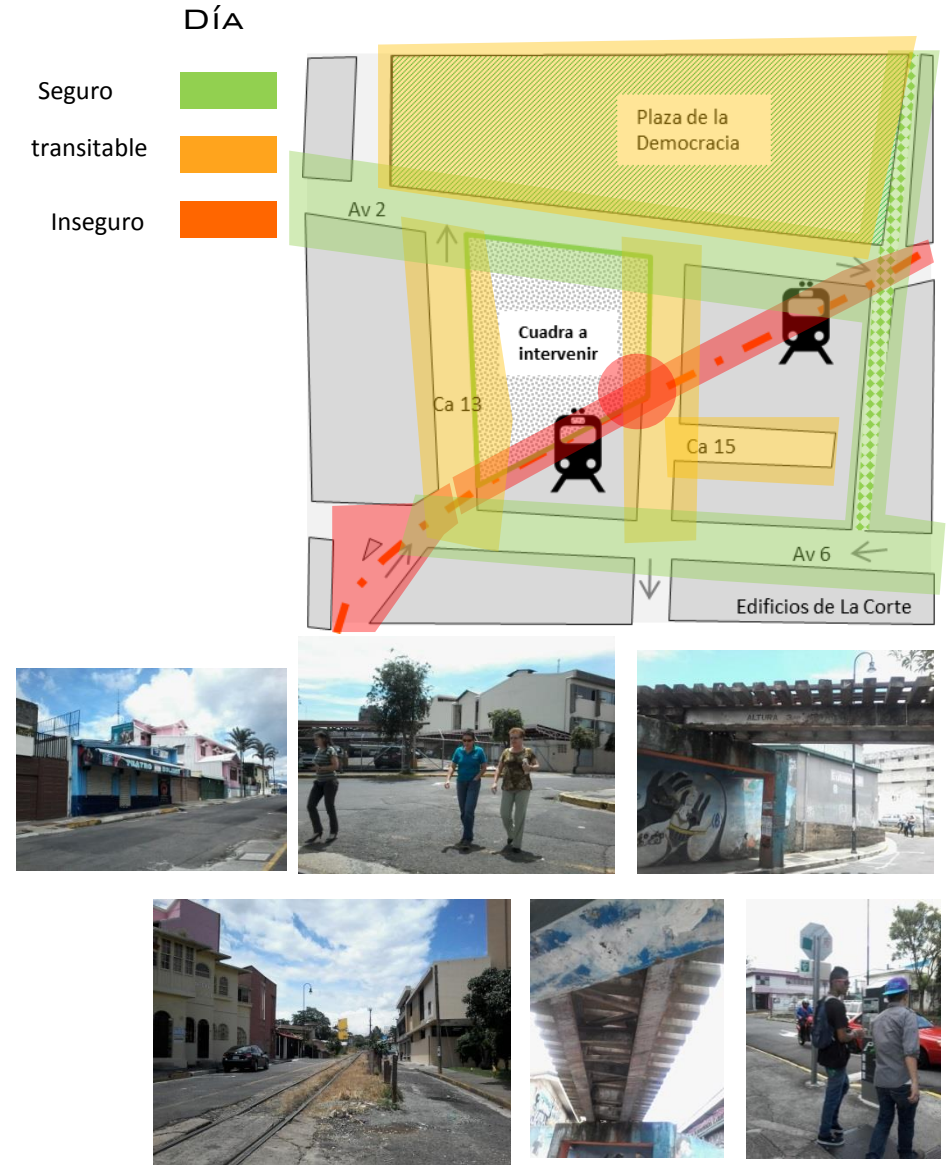 DÍA
Seguro
transitable
Inseguro
Plaza de la
Democracia
Av 2
Cuadra a
intervenir
Ca 13
Ca 15
Av 6
Edificios de La Corte
TEATRO
ALTURA